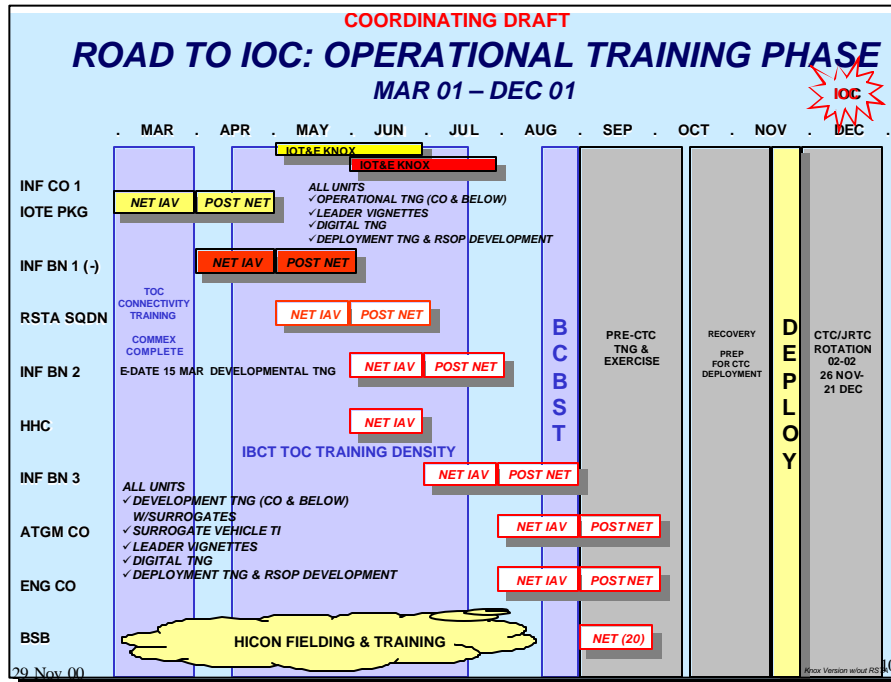 COORDINATING DRAFT
ROAD TO IOC: OPERATIONAL TRAINING PHASE
MAR 01 – DEC 01
IOC
. MAR . APR . MAY . JUN . JUL . AUG . SEP . OCT . NOV . DEC .
IOT&E KNOX
IOT&E KNOX
INF CO 1
IOTE PKG
NET IAV POST NET
ALL UNITS
✓OPERATIONAL TNG (CO & BELOW)
✓LEADER VIGNETTES
✓DIGITAL TNG
✓DEPLOYMENT TNG & RSOP DEVELOPMENT
INF BN 1 (-)
NET IAV POST NET
TOC
CONNECTIVITY
TRAINING
COMMEX
COMPLETE
RSTA SQDN
NET IAV POST NET
INF BN 2
E-DATE 15 MAR DEVELOPMENTAL TNG
NET IAV POST NET
HHC
NET IAV
IBCT TOC TRAINING DENSITY
INF BN 3
NET IAV POST NET
ALL UNITS
✓DEVELOPMENT TNG (CO & BELOW)
W/SURROGATES
✓SURROGATE VEHICLE TI
✓LEADER VIGNETTES
✓DIGITAL TNG
✓DEPLOYMENT TNG & RSOP DEVELOPMENT
ATGM CO
NET IAV POST NET
ENG CO
NET IAV POST NET
BSB
HICON FIELDING & TRAINING
NET (20)
BCBST
PRE-CTC
TNG &
EXERCISE
RECOVERY
PREP
FOR CTC
DEPLOYMENT
DEPLOY
CTC/JRTC
ROTATION
02-02
26 NOV-
21 DEC
29 Nov 00
Knox Version w/out RSTA